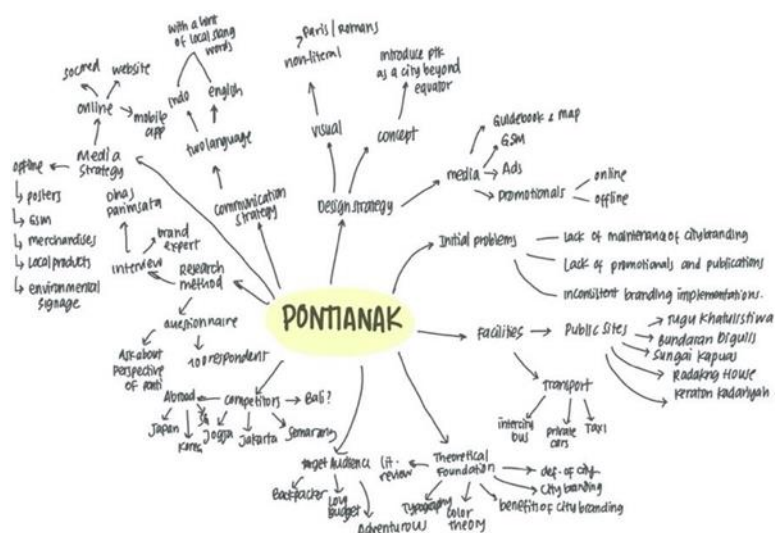 PONTIANAK
Media
Strategy
online
socmed
website
mobile
app
offline
posters
GSM
merchandises
Local products
environmental
signage
communication
strategy
two language
Indo
english
with a hint
of local slang
words
Design strategy
visual
non-literal
Paris / Romans
concept
introduce ptk
as a city beyond
equator
media
Guidebook & map
GSM
Ads
Promotionals
online
offline
Initial problems
Lack of maintenance of citybranding
Lack of promotionals and publications
Inconsistent branding implementations.
Facilities
Public Sites
Tugu Khatulistiwa
Bundaran Digulis
Sungai Kapuas
Radakng House
Keraton Kadariyah
Transport
intercity
bus
private
cars
Taxi
Theoretical
Foundation
lit.
review
Typography
Color
theory
def. of city
City branding
benefit of city branding
Target Audience
Backpacker
Low
budget
Adventurous
competitors
Abroad
Japan
Korea
SG
Jogja
Jakarta
Semarang
Bali?
Research
method
interview
Dinas
pariwisata
brand
expert
questionnaire
Ask about
perspective
of ponti
100 respondent